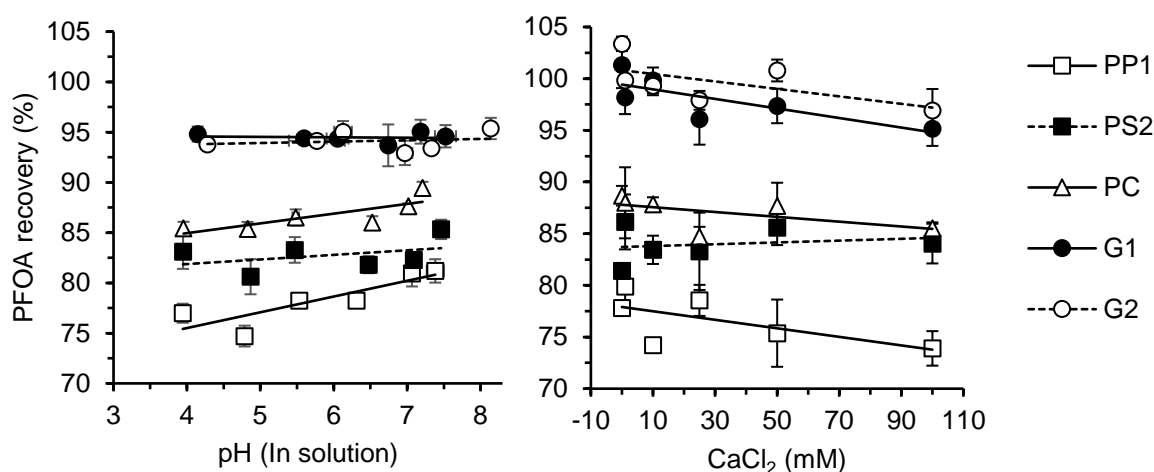 PFOA recovery (%)
105
100
95
90
85
80
75
70
3 4 5 6 7 8
pH (In solution)
105
100
95
90
85
80
75
70
-10 10 30 50 70 90 110
CaCl₂ (mM)
PP1
PS2
PC
G1
G2